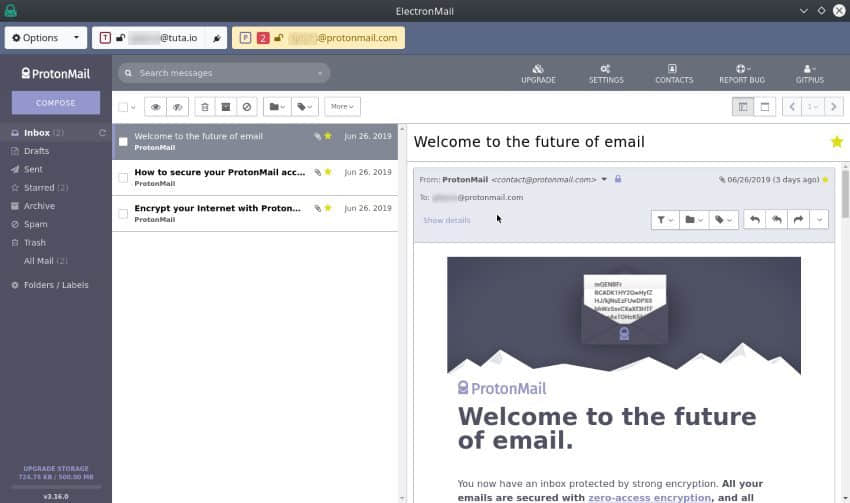 ElectronMail
Options
T @tuta.io
P 2 @protonmail.com
ProtonMail
Search messages
UPGRADE
SETTINGS
CONTACTS
REPORT BUG
GITPIUS
COMPOSE
More
1
Inbox (2)
Drafts
Sent
Starred (2)
Archive
Spam
Trash
All Mail (2)
Folders / Labels
UPGRADE STORAGE
724.75 KB / 500.00 MB
v3.16.0
Welcome to the future of email Jun 26, 2019
ProtonMail
How to secure your ProtonMail acc... Jun 26, 2019
ProtonMail
Encrypt your Internet with Proton... Jun 26, 2019
ProtonMail
Welcome to the future of email
From: ProtonMail <contact@protonmail.com> 06/26/2019 (3 days ago)
To: @protonmail.com
Show details
ProtonMail
Welcome to the future
of email.
You now have an inbox protected by strong encryption. All your
emails are secured with zero-access encryption, and all